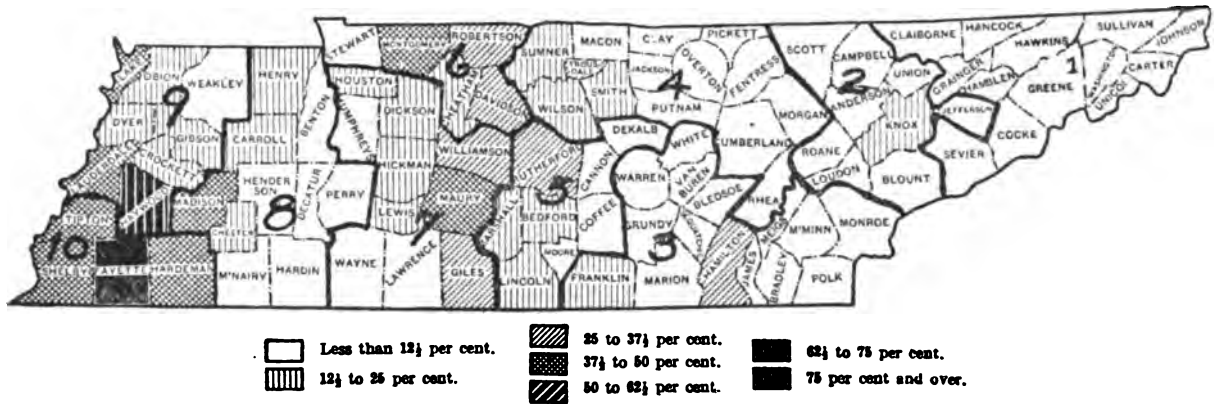 STEWART
MONTGOMERY
ROBERTSON
SUMNER
MACON
CLAY
PICKETT
SCOTT
CAMPBELL
CLAIBORNE
HANCOCK
HAWKINS
SULLIVAN
JOHNSON
LAKE
OBION
WEAKLEY
HENRY
HOUSTON
CHEATHAM
TROUSDALE
JACKSON
OVERTON
FENTRESS
UNION
GRAINGER
HAMBLEN
GREENE
WASHINGTON
UNICOI
CARTER
9
6
4
2
1
DYER
GIBSON
CARROLL
BENTON
HUMPHREYS
DICKSON
DAVIDSON
WILSON
SMITH
PUTNAM
MORGAN
ANDERSON
KNOX
JEFFERSON
COCKE
CROCKETT
HICKMAN
WILLIAMSON
RUTHERFORD
CANNON
DEKALB
WHITE
CUMBERLAND
ROANE
LOUDON
BLOUNT
SEVIER
HAYWOOD
MADISON
HENDERSON
DECATUR
PERRY
LEWIS
MAURY
MARSHALL
BEDFORD
COFFEE
WARREN
VAN BUREN
BLEDSOE
RHEA
MEIGS
McMINN
MONROE
TIPTON
CHESTER
GRUNDY
10
8
7
5
3
SHELBY
FAYETTE
HARDEMAN
McNAIRY
HARDIN
WAYNE
LAWRENCE
GILES
LINCOLN
MOORE
FRANKLIN
MARION
HAMILTON
JAMES
BRADLEY
POLK
Less than 12½ per cent.
12½ to 25 per cent.
25 to 37½ per cent.
37½ to 50 per cent.
50 to 62½ per cent.
62½ to 75 per cent.
75 per cent and over.